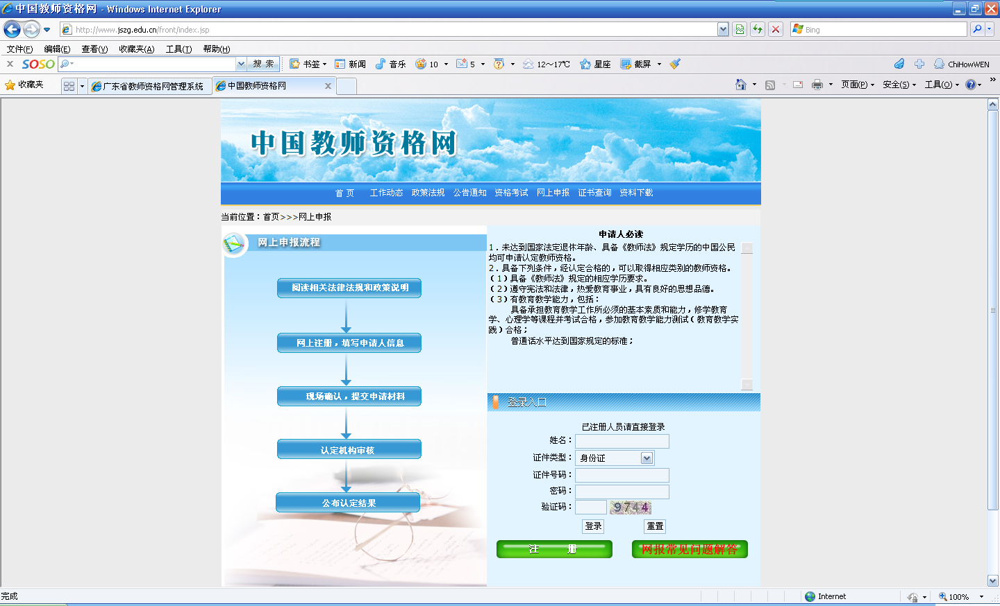 中国教师资格网 - Windows Internet Explorer
http://www.jszg.edu.cn/front/index.jsp
Bing
文件(F) 编辑(E) 查看(V) 收藏夹(A) 工具(T) 帮助(H)
SOSO 搜索 书签 新闻 音乐 10 5 12~17℃ 星座 截屏 ChiHowWEN
收藏夹 广东省教师资格网管理系统 中国教师资格网 页面(P) 安全(S) 工具(O)
中国教师资格网
首页 工作动态 政策法规 公告通知 资格考试 网上申报 证书查询 资料下载
当前位置：首页>>>网上申报
网上申报流程
阅读相关法律法规和政策说明
网上注册，填写申请人信息
现场确认，提交申请材料
认定机构审核
公布认定结果
申请人必读
1．未达到国家法定退休年龄、具备《教师法》规定学历的中国公民
均可申请认定教师资格。
2．具备下列条件，经认定合格的，可以取得相应类别的教师资格。
（1）具备《教师法》规定的相应学历要求。
（2）遵守宪法和法律，热爱教育事业，具有良好的思想品德。
（3）有教育教学能力，包括：
具备承担教育教学工作所必须的基本素质和能力，修学教育
学、心理学等课程并考试合格，参加教育教学能力测试（教育教学实
践）合格；
普通话水平达到国家规定的标准；
登录入口
已注册人员请直接登录
姓名：
证件类型： 身份证
证件号码：
密码：
验证码： 9744
登录 重置
注 册 网报常见问题解答
完成 Internet 100%